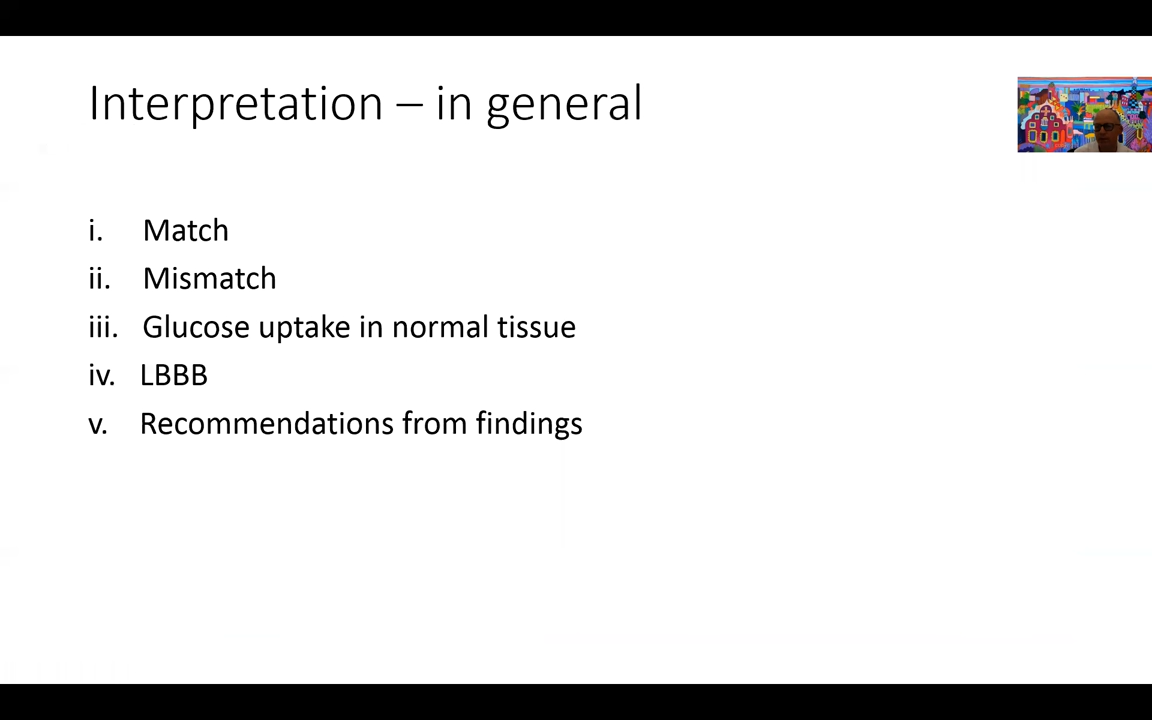 Interpretation – in general
i. Match
ii. Mismatch
iii. Glucose uptake in normal tissue
iv. LBBB
v. Recommendations from findings